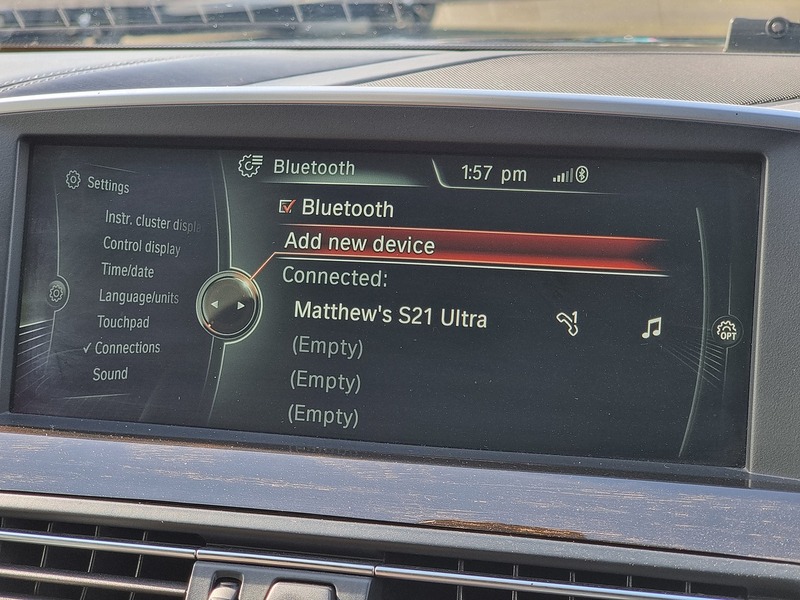 Settings
Instr. cluster displa
Control display
Time/date
Language/units
Touchpad
Connections
Sound
Bluetooth
1:57 pm
Bluetooth
Add new device
Connected:
Matthew's S21 Ultra
1
(Empty)
(Empty)
(Empty)
OPT